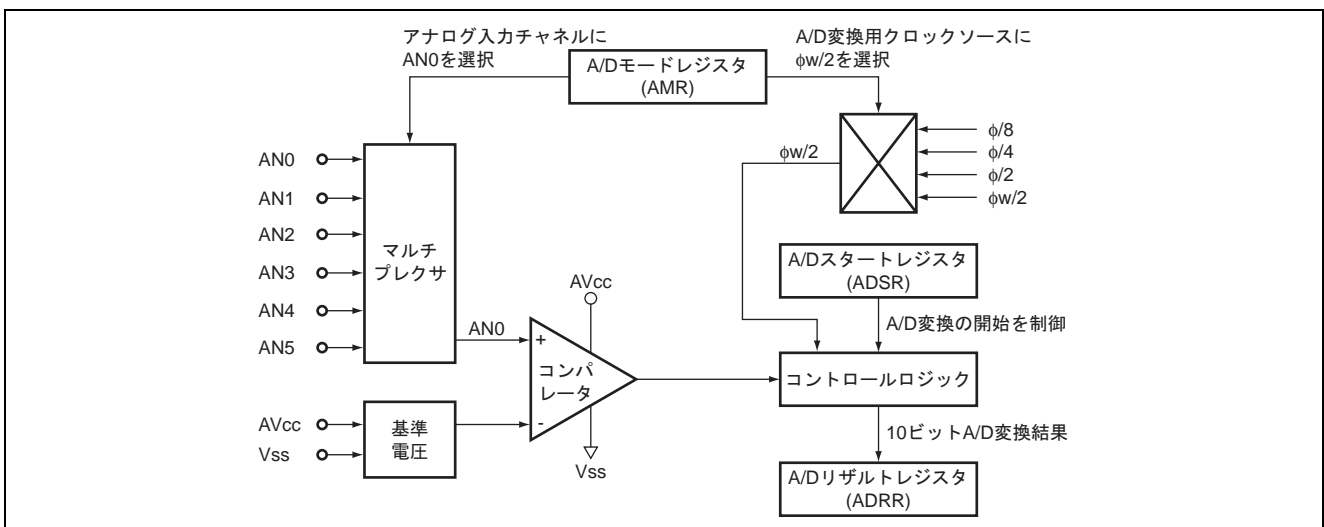 アナログ入力チャネルに
AN0を選択
A/Dモードレジスタ
(AMR)
A/D変換用クロックソースに
φw/2を選択
AN0
AN1
AN2
AN3
AN4
AN5
マルチ
プレクサ
φw/2
φ/8
φ/4
φ/2
φw/2
A/Dスタートレジスタ
(ADSR)
A/D変換の開始を制御
AVcc
AN0
+
コンパ
レータ
-
Vss
コントロールロジック
AVcc
Vss
基準
電圧
10ビットA/D変換結果
A/Dリザルトレジスタ
(ADRR)